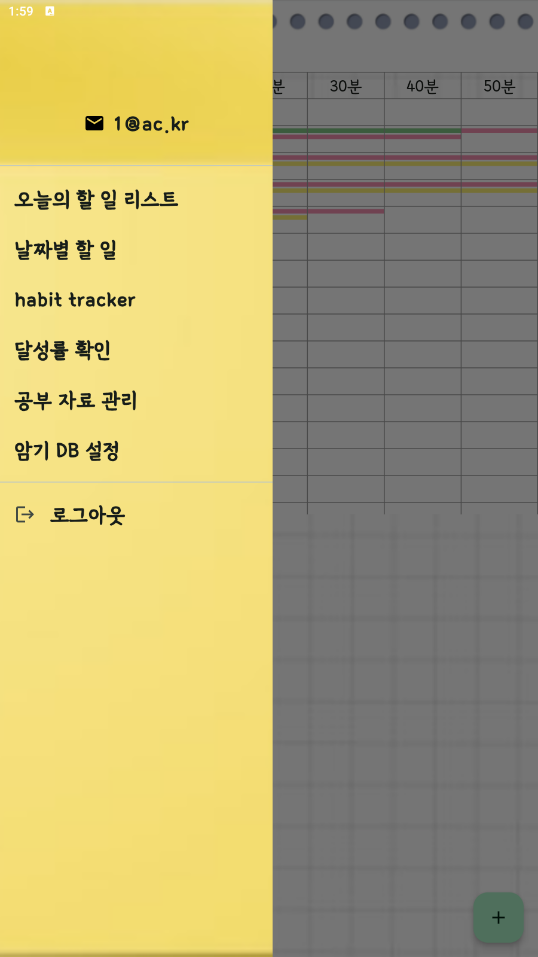 1:59 A
1@ac.kr
분 30분 40분 50분
오늘의 할 일 리스트
날짜별 할 일
habit tracker
달성률 확인
공부 자료 관리
암기 DB 설정
로그아웃
+